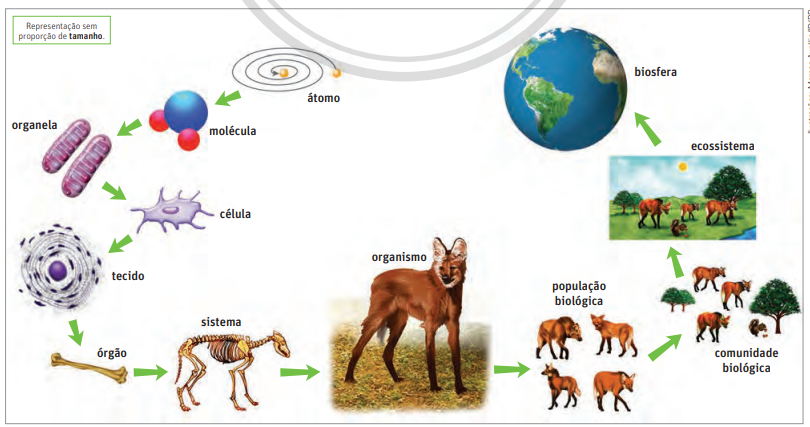 Representação sem
proporção de tamanho.
átomo
molécula
organela
célula
tecido
órgão
sistema
organismo
população
biológica
comunidade
biológica
ecossistema
biosfera